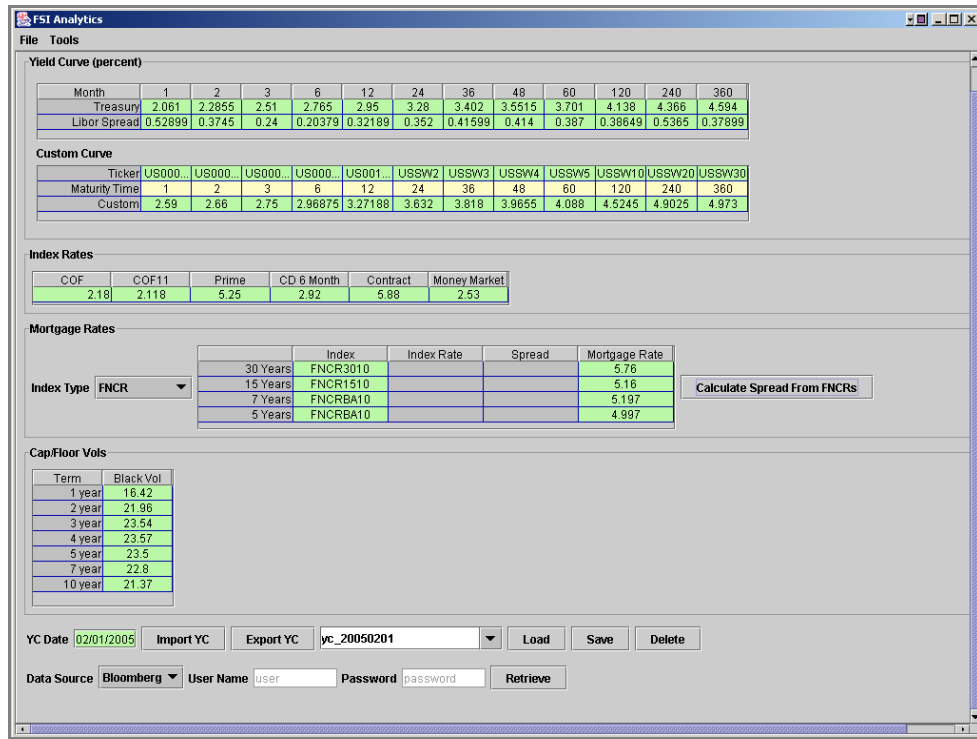 FSI Analytics
File Tools
Yield Curve (percent)
Month 1 2 3 6 12 24 36 48 60 120 240 360
Treasury 2.061 2.2855 2.51 2.765 2.95 3.28 3.402 3.5515 3.701 4.138 4.366 4.594
Libor Spread 0.52899 0.3745 0.24 0.20379 0.32189 0.352 0.41599 0.414 0.387 0.38649 0.5365 0.37899
Custom Curve
Ticker US000... US000... US000... US000... US001... USSW2 USSW3 USSW4 USSW5 USSW10 USSW20 USSW30
Maturity Time 1 2 3 6 12 24 36 48 60 120 240 360
Custom 2.59 2.66 2.75 2.96875 3.27188 3.632 3.818 3.9655 4.088 4.5245 4.9025 4.973
Index Rates
COF COF11 Prime CD 6 Month Contract Money Market
2.18 2.118 5.25 2.92 5.88 2.53
Mortgage Rates
Index Index Rate Spread Mortgage Rate
30 Years FNCR3010 5.76
Index Type FNCR 15 Years FNCR1510 5.16 Calculate Spread From FNCRs
7 Years FNCRBA10 5.197
5 Years FNCRBA10 4.997
Cap/Floor Vols
Term Black Vol
1 year 16.42
2 year 21.96
3 year 23.54
4 year 23.57
5 year 23.5
7 year 22.8
10 year 21.37
YC Date 02/01/2005 Import YC Export YC yc_20050201 Load Save Delete
Data Source Bloomberg User Name user Password password Retrieve